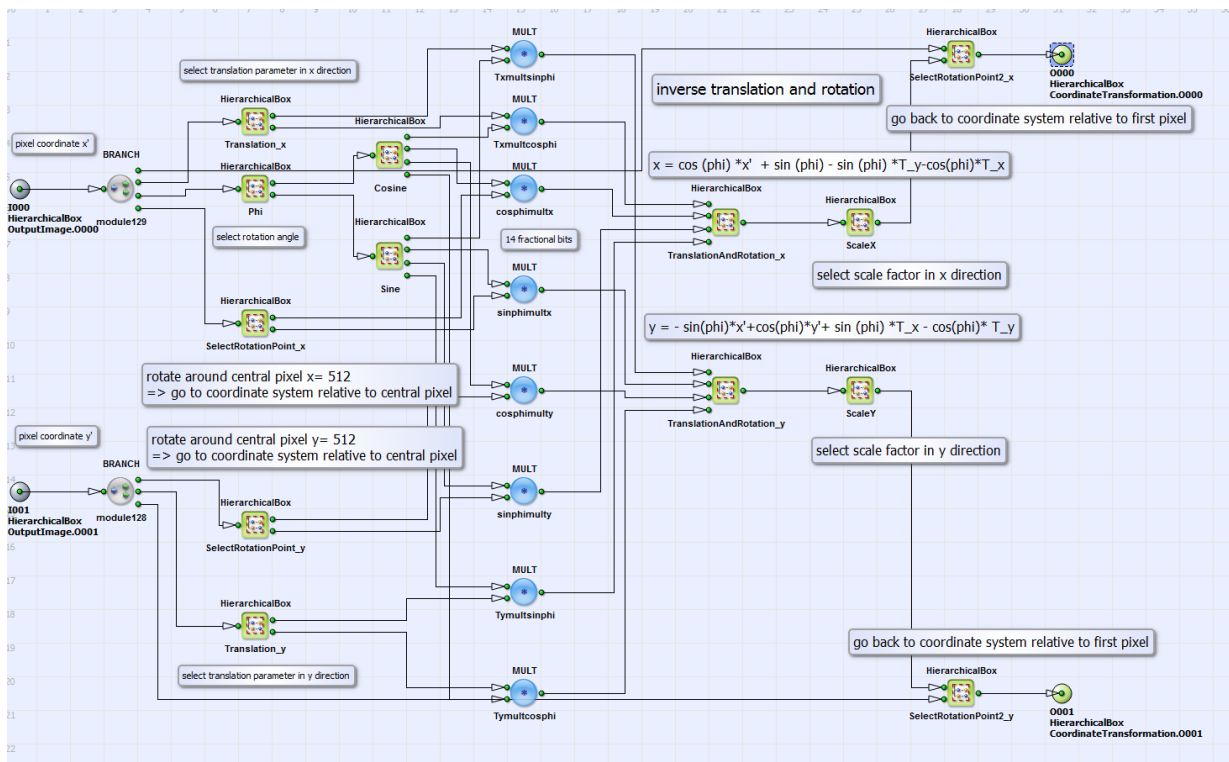 MULT
Txmultsinphi
select translation parameter in x direction
HierarchicalBox
Translation_x
HierarchicalBox
SelectRotationPoint2_x
O000
HierarchicalBox
CoordinateTransformation.O000
inverse translation and rotation
go back to coordinate system relative to first pixel
pixel coordinate x'
BRANCH
module129
I000
HierarchicalBox
OutputImage.O000
HierarchicalBox
Phi
HierarchicalBox
Cosine
MULT
Txmultcosphi
MULT
cosphimultx
x = cos (phi) *x' + sin (phi) - sin (phi) *T_y-cos(phi)*T_x
HierarchicalBox
TranslationAndRotation_x
HierarchicalBox
ScaleX
select rotation angle
HierarchicalBox
Sine
14 fractional bits
MULT
sinphimultx
select scale factor in x direction
HierarchicalBox
SelectRotationPoint_x
y = - sin(phi)*x'+cos(phi)*y'+ sin (phi) *T_x - cos(phi)* T_y
HierarchicalBox
TranslationAndRotation_y
HierarchicalBox
ScaleY
rotate around central pixel x= 512
=> go to coordinate system relative to central pixel
MULT
cosphimulty
pixel coordinate y'
rotate around central pixel y= 512
=> go to coordinate system relative to central pixel
select scale factor in y direction
BRANCH
module128
I001
HierarchicalBox
OutputImage.O001
HierarchicalBox
SelectRotationPoint_y
MULT
sinphimulty
MULT
Tymultsinphi
HierarchicalBox
Translation_y
select translation parameter in y direction
MULT
Tymultcosphi
go back to coordinate system relative to first pixel
HierarchicalBox
SelectRotationPoint2_y
O001
HierarchicalBox
CoordinateTransformation.O001